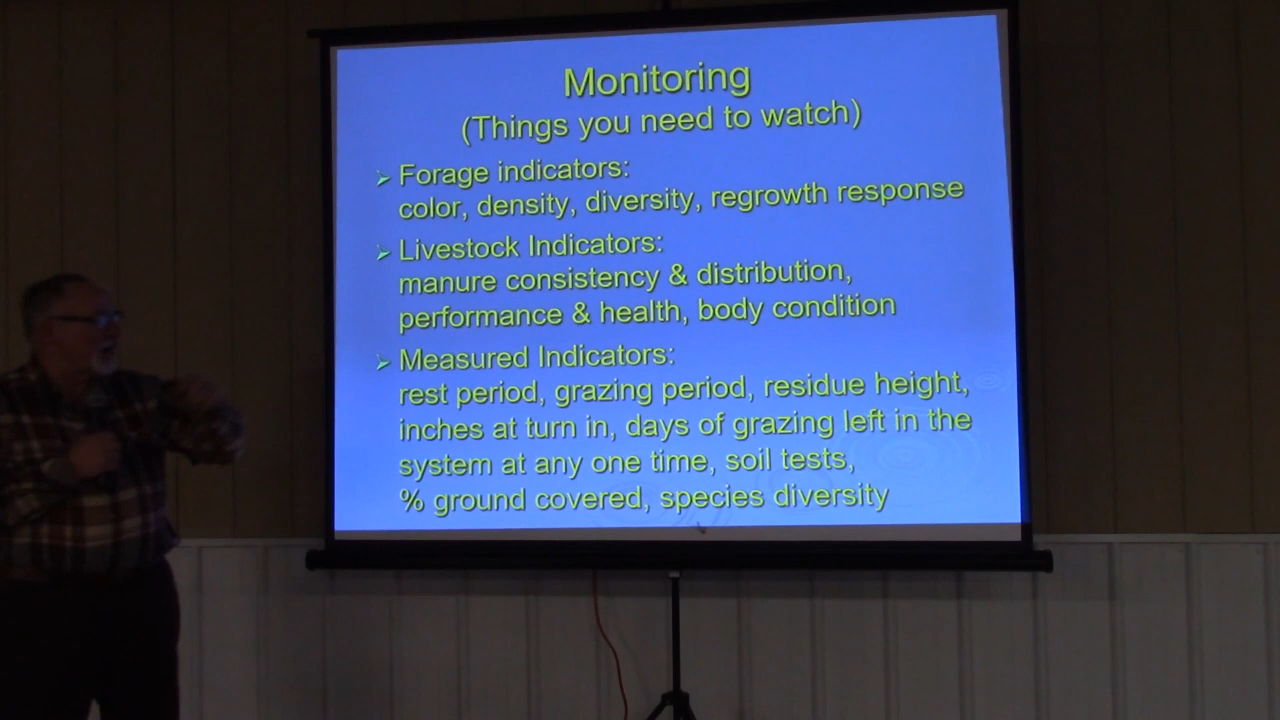 Monitoring
(Things you need to watch)
Forage indicators:
color, density, diversity, regrowth response
Livestock Indicators:
manure consistency & distribution,
performance & health, body condition
Measured Indicators:
rest period, grazing period, residue height,
inches at turn in, days of grazing left in the
system at any one time, soil tests,
% ground covered, species diversity